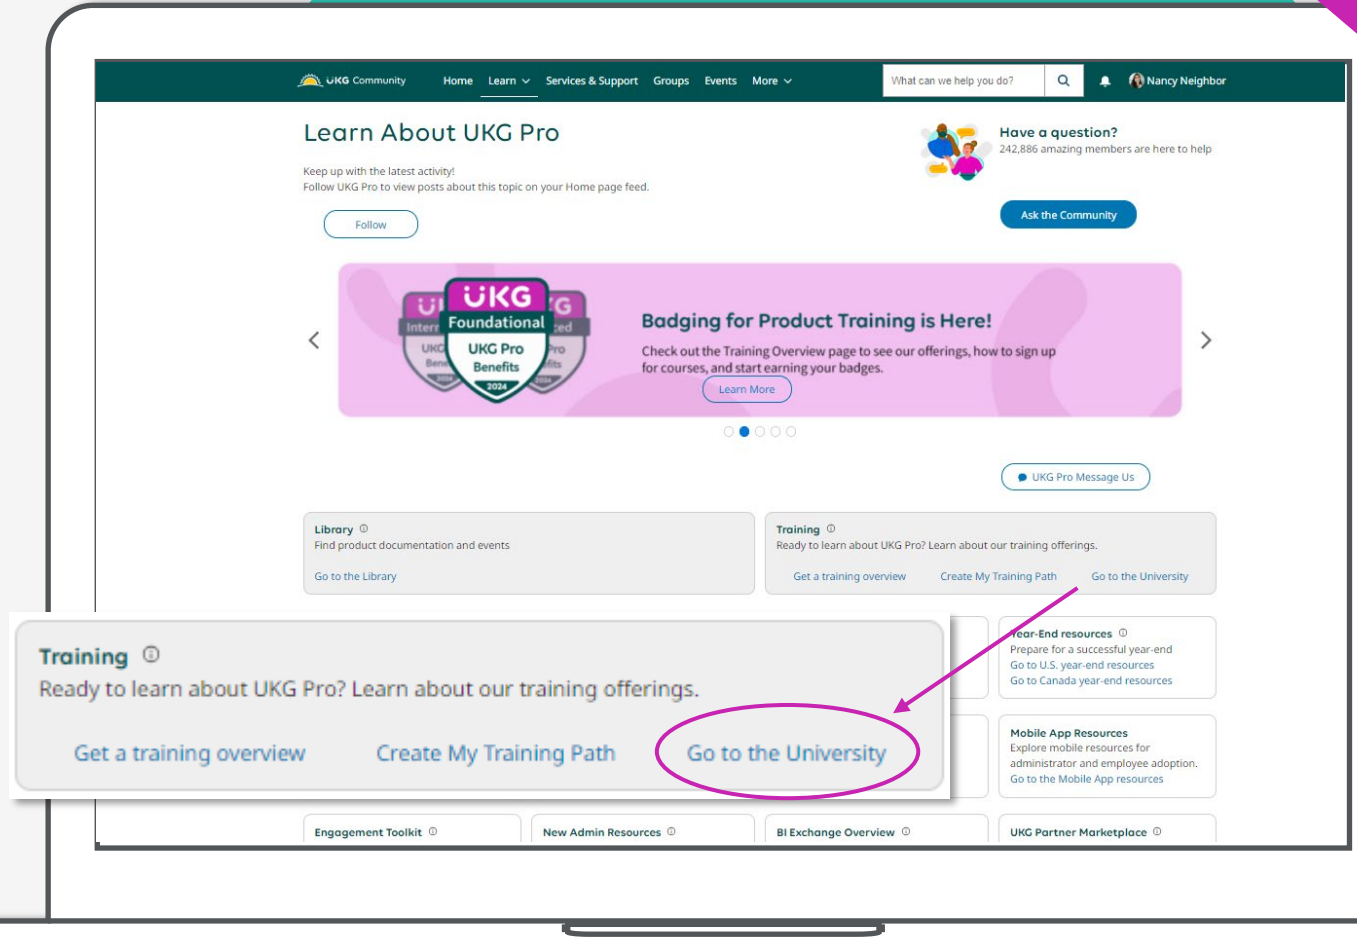 UKG Community
Home Learn Services & Support Groups Events More
What can we help you do?
Nancy Neighbor
Learn About UKG Pro
Keep up with the latest activity!
Follow UKG Pro to view posts about this topic on your Home page feed.
Follow
Have a question?
242,886 amazing members are here to help
Ask the Community
UKG
Foundational
UKG Pro
Benefits
2024
Badging for Product Training is Here!
Check out the Training Overview page to see our offerings, how to sign up
for courses, and start earning your badges.
Learn More
UKG Pro Message Us
Library
Find product documentation and events
Go to the Library
Training
Ready to learn about UKG Pro? Learn about our training offerings.
Get a training overview Create My Training Path Go to the University
Training
Ready to learn about UKG Pro? Learn about our training offerings.
Get a training overview Create My Training Path Go to the University
Year-End resources
Prepare for a successful year-end
Go to U.S. year-end resources
Go to Canada year-end resources
Mobile App Resources
Explore mobile resources for
administrator and employee adoption.
Go to the Mobile App resources
Engagement Toolkit
New Admin Resources
BI Exchange Overview
UKG Partner Marketplace